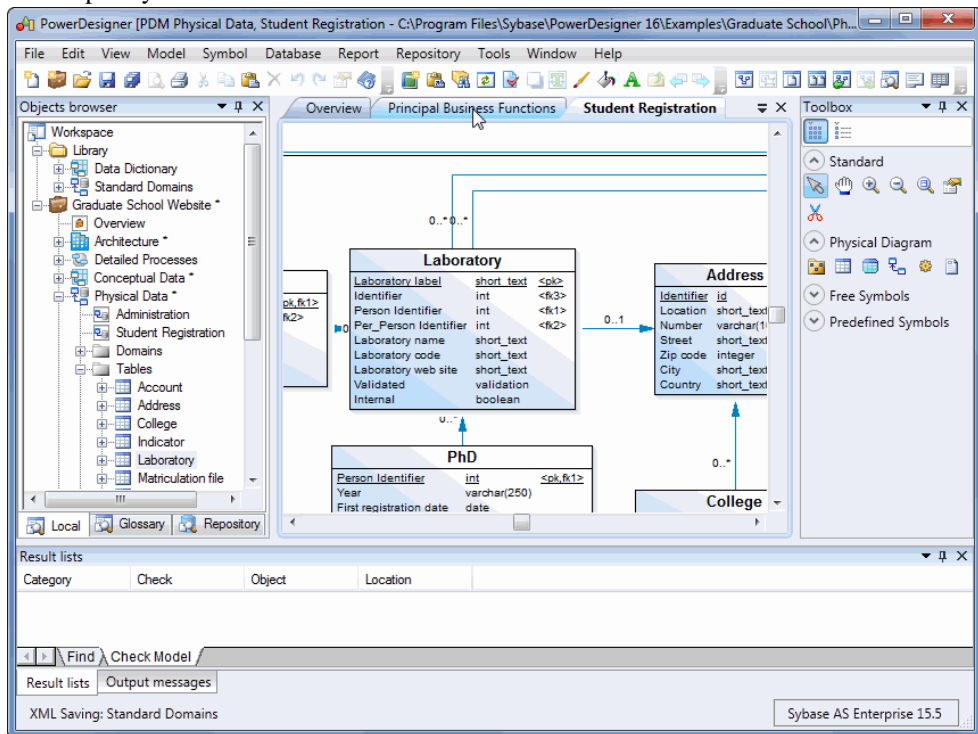 PowerDesigner [PDM Physical Data, Student Registration - C:\Program Files\Sybase\PowerDesigner 16\Examples\Graduate School\Ph...
File Edit View Model Symbol Database Report Repository Tools Window Help
Objects browser
Workspace
Library
Data Dictionary
Standard Domains
Graduate School Website *
Overview
Architecture *
Detailed Processes
Conceptual Data *
Physical Data *
Administration
Student Registration
Domains
Tables
Account
Address
College
Indicator
Laboratory
Matriculation file
Local Glossary Repository
Overview Principal Business Functions Student Registration
0..* 0..*
pk,fk1>
fk2>
0
Laboratory
Laboratory label short_text <pk>
Identifier int <fk3>
Person Identifier int <fk1>
Per_Person Identifier int <fk2>
Laboratory name short_text
Laboratory code short_text
Laboratory web site short_text
Validated validation
Internal boolean
0..1
Address
Identifier id
Location short_text
Number varchar(1
Street short_text
Zip code integer
City short_text
Country short_text
0..*
PhD
Person Identifier int <pk,fk1>
Year varchar(250)
First registration date date
0..*
College
Toolbox
Standard
Physical Diagram
Free Symbols
Predefined Symbols
Result lists
Category Check Object Location
Find Check Model
Result lists Output messages
XML Saving: Standard Domains
Sybase AS Enterprise 15.5